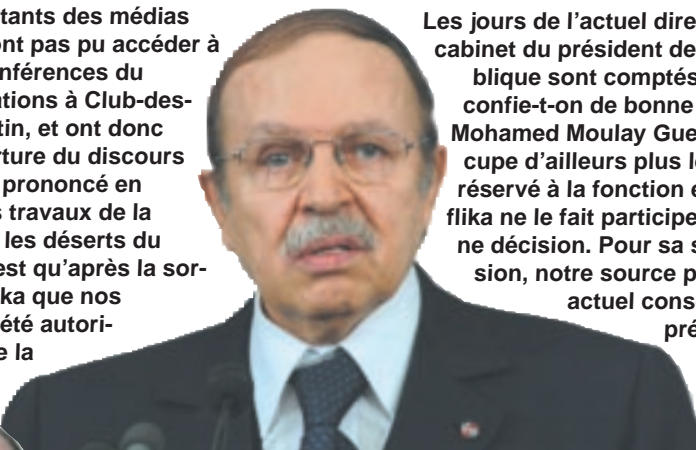 tants des médias
ont pas pu accéder à
nférences du
ations à Club-des-
tin, et ont donc
rture du discours
prononcé en
s travaux de la
les déserts du
est qu'après la sor-
ka que nos
été autori-
e la
Les jours de l'actuel dire
cabinet du président de
blique sont comptés
confie-t-on de bonne
Mohamed Moulay Gue
cupe d'ailleurs plus l
réservé à la fonction e
flika ne le fait participe
ne décision. Pour sa s
sion, notre source p
actuel cons
pré